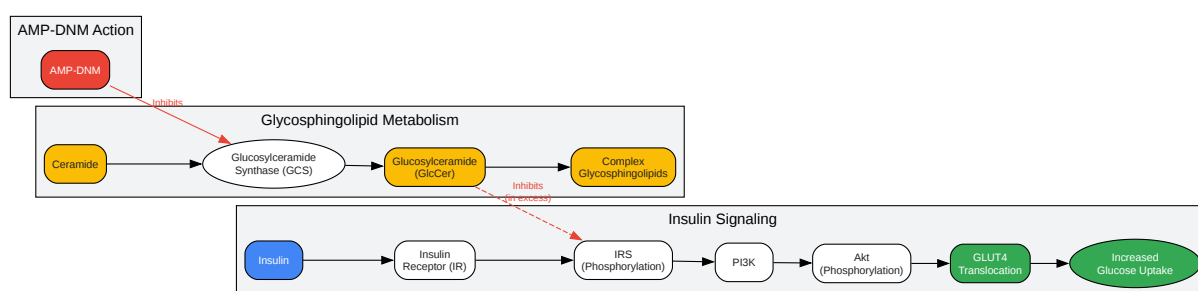 AMP-DNM Action
AMP-DNM
Inhibits
Glycosphingolipid Metabolism
Ceramide
Glucosylceramide
Synthase (GCS)
Glucosylceramide
(GlcCer)
Complex
Glycosphingolipids
Inhibits
(in excess)
Insulin Signaling
Insulin
Insulin
Receptor (IR)
IRS
(Phosphorylation)
PI3K
Akt
(Phosphorylation)
GLUT4
Translocation
Increased
Glucose Uptake